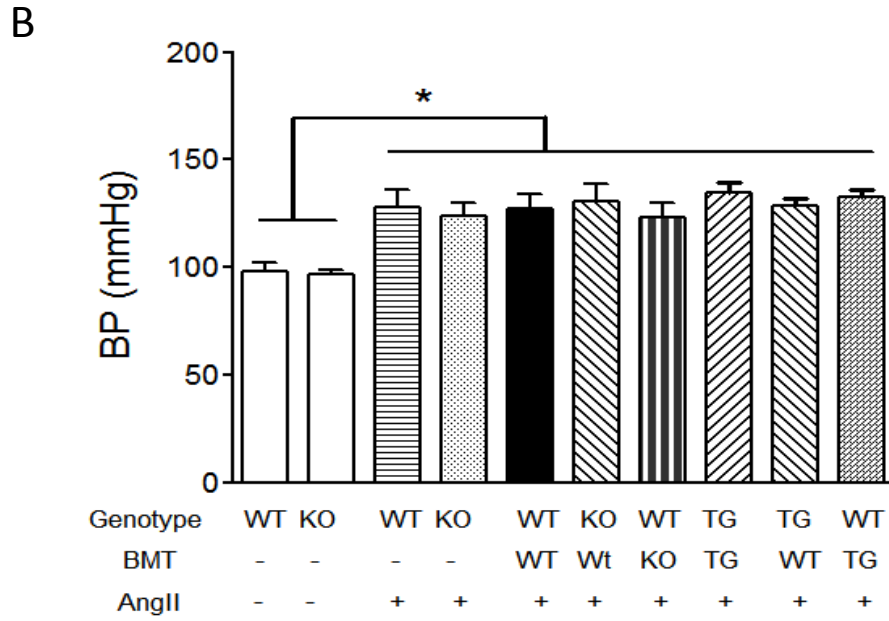 B
200
*
150
100
50
0
BP (mmHg)
Genotype WT KO WT KO WT KO WT TG TG WT
BMT - - - - WT Wt KO TG WT TG
AngII - - + + + + + + + +